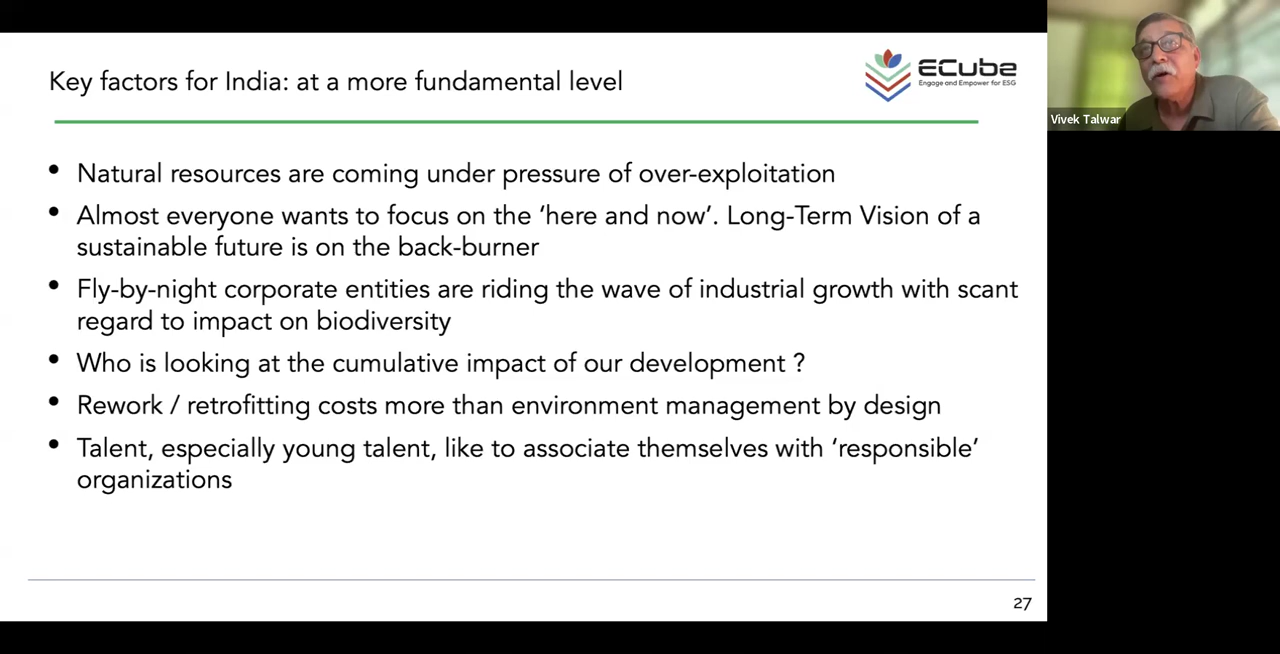 Key factors for India: at a more fundamental level
ECube
Engage and Empower for ESG
Vivek Talwar
• Natural resources are coming under pressure of over-exploitation
• Almost everyone wants to focus on the ‘here and now’. Long-Term Vision of a
sustainable future is on the back-burner
• Fly-by-night corporate entities are riding the wave of industrial growth with scant
regard to impact on biodiversity
• Who is looking at the cumulative impact of our development ?
• Rework / retrofitting costs more than environment management by design
• Talent, especially young talent, like to associate themselves with ‘responsible’
organizations
27